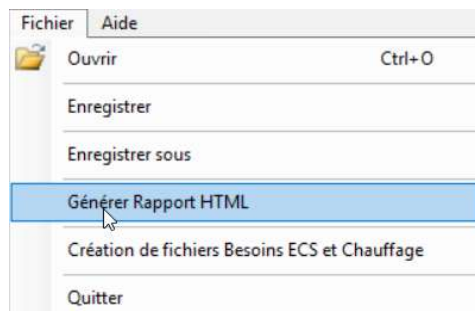 Fichier Aide
Ouvrir Ctrl+O
Enregistrer
Enregistrer sous
Générer Rapport HTML
Création de fichiers Besoins ECS et Chauffage
Quitter